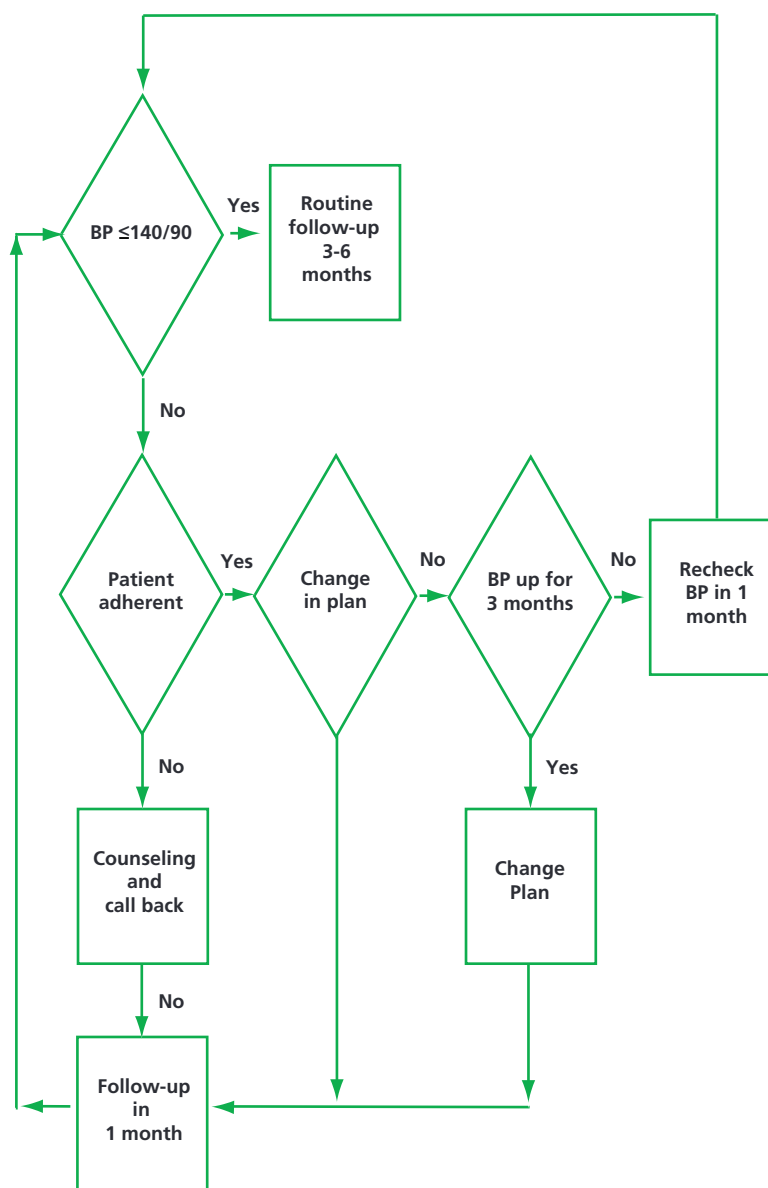 BP ≤140/90
Yes
Routine
follow-up
3-6
months
No
Patient
adherent
Yes
Change
in plan
No
BP up for
3 months
No
Recheck
BP in 1
month
No
Yes
Counseling
and
call back
Change
Plan
No
Follow-up
in
1 month